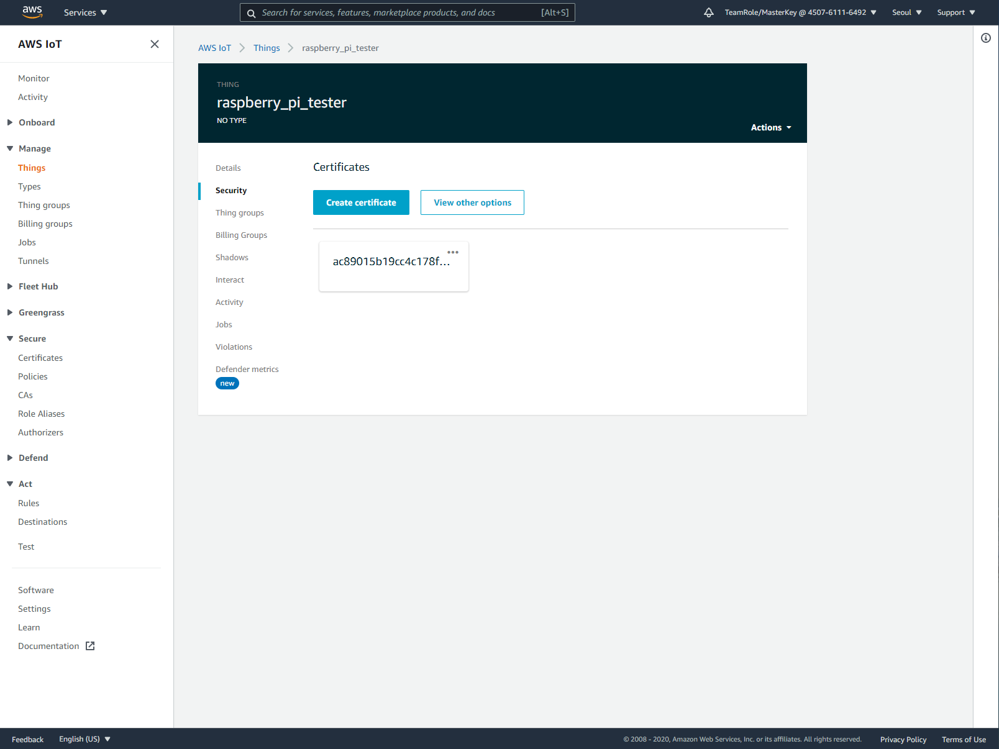 aws
Services
Search for services, features, marketplace products, and docs [Alt+S]
TeamRole/MasterKey @ 4507-6111-6492
Seoul
Support
AWS IoT
Monitor
Activity
Onboard
Manage
Things
Types
Thing groups
Billing groups
Jobs
Tunnels
Fleet Hub
Greengrass
Secure
Certificates
Policies
CAs
Role Aliases
Authorizers
Defend
Act
Rules
Destinations
Test
Software
Settings
Learn
Documentation
AWS IoT
Things
raspberry_pi_tester
THING
raspberry_pi_tester
NO TYPE
Actions
Details
Security
Thing groups
Billing Groups
Shadows
Interact
Activity
Jobs
Violations
Defender metrics
new
Certificates
Create certificate
View other options
ac89015b19cc4c178f...
Feedback
English (US)
© 2008 - 2020, Amazon Web Services, Inc. or its affiliates. All rights reserved.
Privacy Policy
Terms of Use